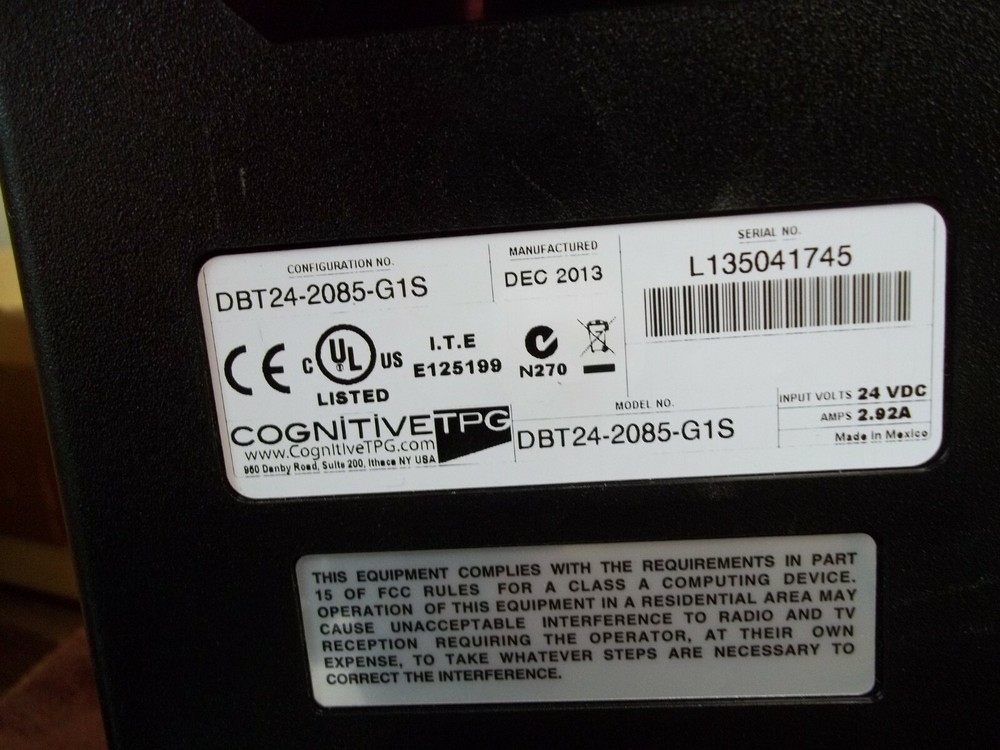 CONFIGURATION NO.
DBT24-2085-G1S
MANUFACTURED
DEC 2013
SERIAL NO.
L135041745
CE
C UL US
LISTED
I.T.E
E125199
N270
COGNITIVETPG
www.CognitiveTPG.com
950 Danby Road, Suite 200, Ithaca NY USA
MODEL NO.
DBT24-2085-G1S
INPUT VOLTS 24 VDC
AMPS 2.92A
Made in Mexico
THIS EQUIPMENT COMPLIES WITH THE REQUIREMENTS IN PART
15 OF FCC RULES FOR A CLASS A COMPUTING DEVICE.
OPERATION OF THIS EQUIPMENT IN A RESIDENTIAL AREA MAY
CAUSE UNACCEPTABLE INTERFERENCE TO RADIO AND TV
RECEPTION REQUIRING THE OPERATOR, AT THEIR OWN
EXPENSE, TO TAKE WHATEVER STEPS ARE NECESSARY TO
CORRECT THE INTERFERENCE.